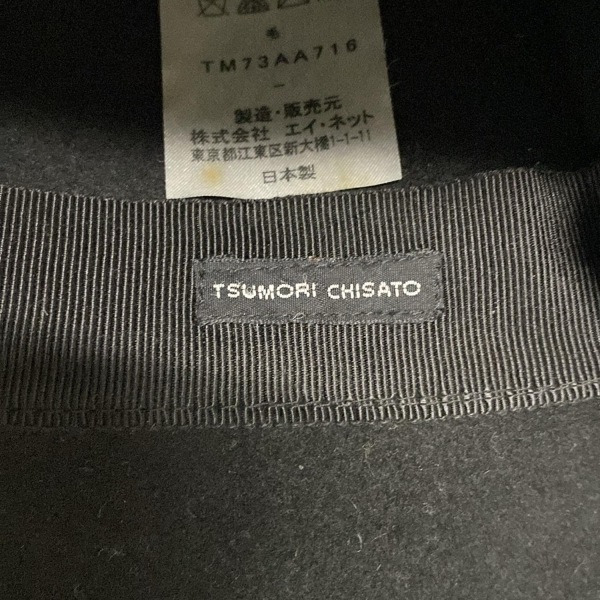 毛
TM73AA716
-
製造・販売元
株式会社 エイ・ネット
東京都江東区新大橋1-1-11
日本製
TSUMORI CHISATO